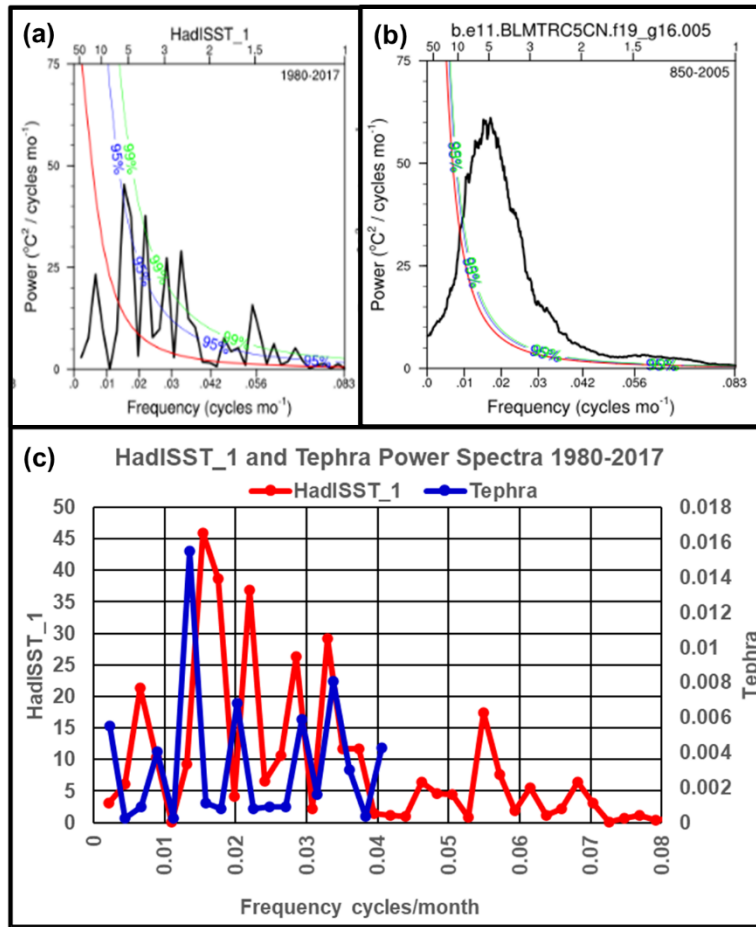 (a)
HadISST_1
50 10 5 3 2 1.5 1
1980-2017
75
50
25
0
Power (°C² / cycles mo⁻¹)
95%
99%
95%
99%
99%
95%
95%
.0 .01 .02 .03 .042 .056 .083
Frequency (cycles mo⁻¹)
(b)
b.e11.BLMTRC5CN.f19_g16.005
50 10 5 3 2 1.5 1
850-2005
75
50
25
0
Power (°C² / cycles mo⁻¹)
95%
95%
95%
95%
.0 .01 .02 .03 .042 .056 .083
Frequency (cycles mo⁻¹)
(c)
HadISST_1 and Tephra Power Spectra 1980-2017
HadISST_1 Tephra
50
45
40
35
30
25
20
15
10
5
0
HadISST_1
0.018
0.016
0.014
0.012
0.01
0.008
0.006
0.004
0.002
0
Tephra
0 0.01 0.02 0.03 0.04 0.05 0.06 0.07 0.08
Frequency cycles/month